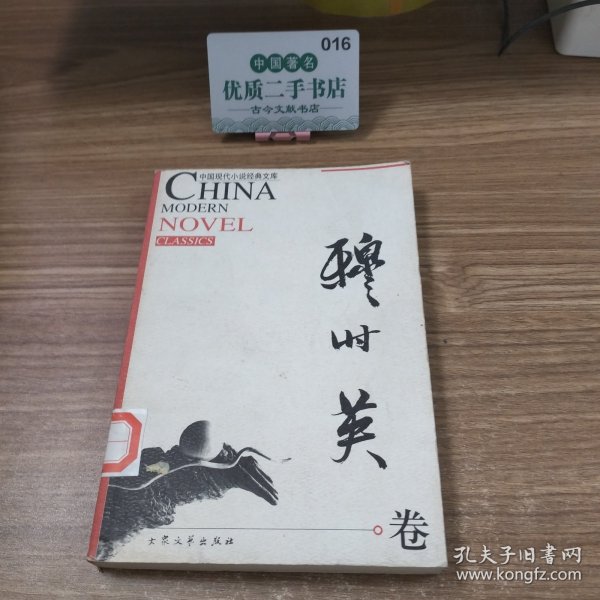 016
中国著名
优质二手书店
古今文献书店
中国现代小说经典文库
CHINA
MODERN
NOVEL
CLASSICS
穆时英
卷
大众文艺出版社
孔夫子旧书网
www.kongfz.com